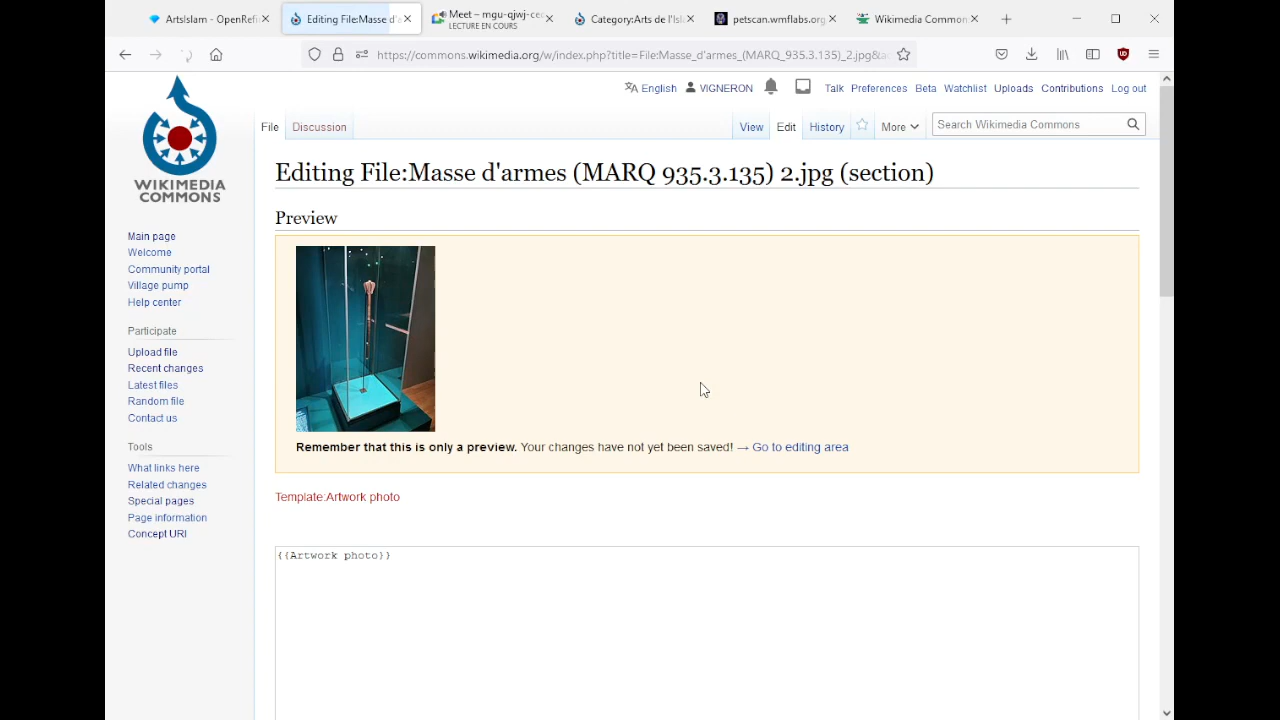 ArtsIslam - OpenRefi
Editing File:Masse d'a
Meet – mgu-qjwj-ceo
LECTURE EN COURS
Category:Arts de l'Isla
petscan.wmflabs.org
Wikimedia Common
https://commons.wikimedia.org/w/index.php?title=File:Masse_d'armes_(MARQ_935.3.135)_2.jpg&a
English VIGNERON Talk Preferences Beta Watchlist Uploads Contributions Log out
File Discussion View Edit History More Search Wikimedia Commons
WIKIMEDIA
COMMONS
Editing File:Masse d'armes (MARQ 935.3.135) 2.jpg (section)
Preview
Main page
Welcome
Community portal
Village pump
Help center
Participate
Upload file
Recent changes
Latest files
Random file
Contact us
Tools
What links here
Related changes
Special pages
Page information
Concept URI
Remember that this is only a preview. Your changes have not yet been saved! → Go to editing area
Template:Artwork photo
{{Artwork photo}}